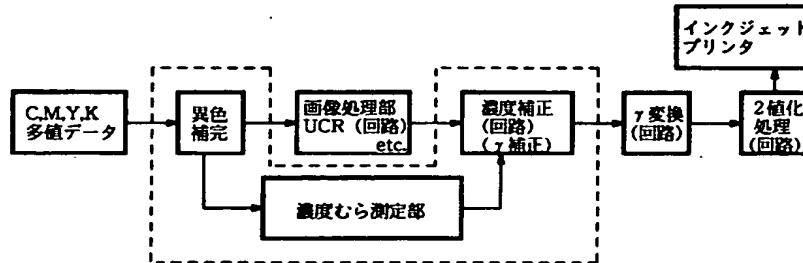 インクジェット
プリンタ
C,M,Y,K
多値データ
異色
補完
画像処理部
UCR (回路)
etc.
濃度補正
(回路)
(γ補正)
γ変換
(回路)
2値化
処理
(回路)
濃度むら測定部